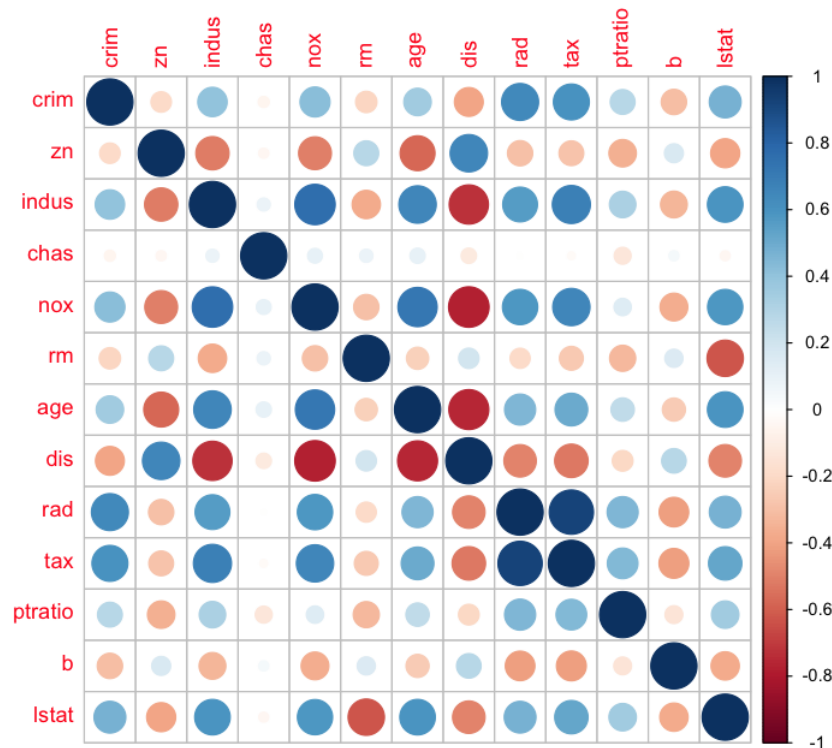 crim zn indus chas nox rm age dis rad tax ptratio b lstat
crim
zn
indus
chas
nox
rm
age
dis
rad
tax
ptratio
b
lstat
1
0.8
0.6
0.4
0.2
0
-0.2
-0.4
-0.6
-0.8
-1